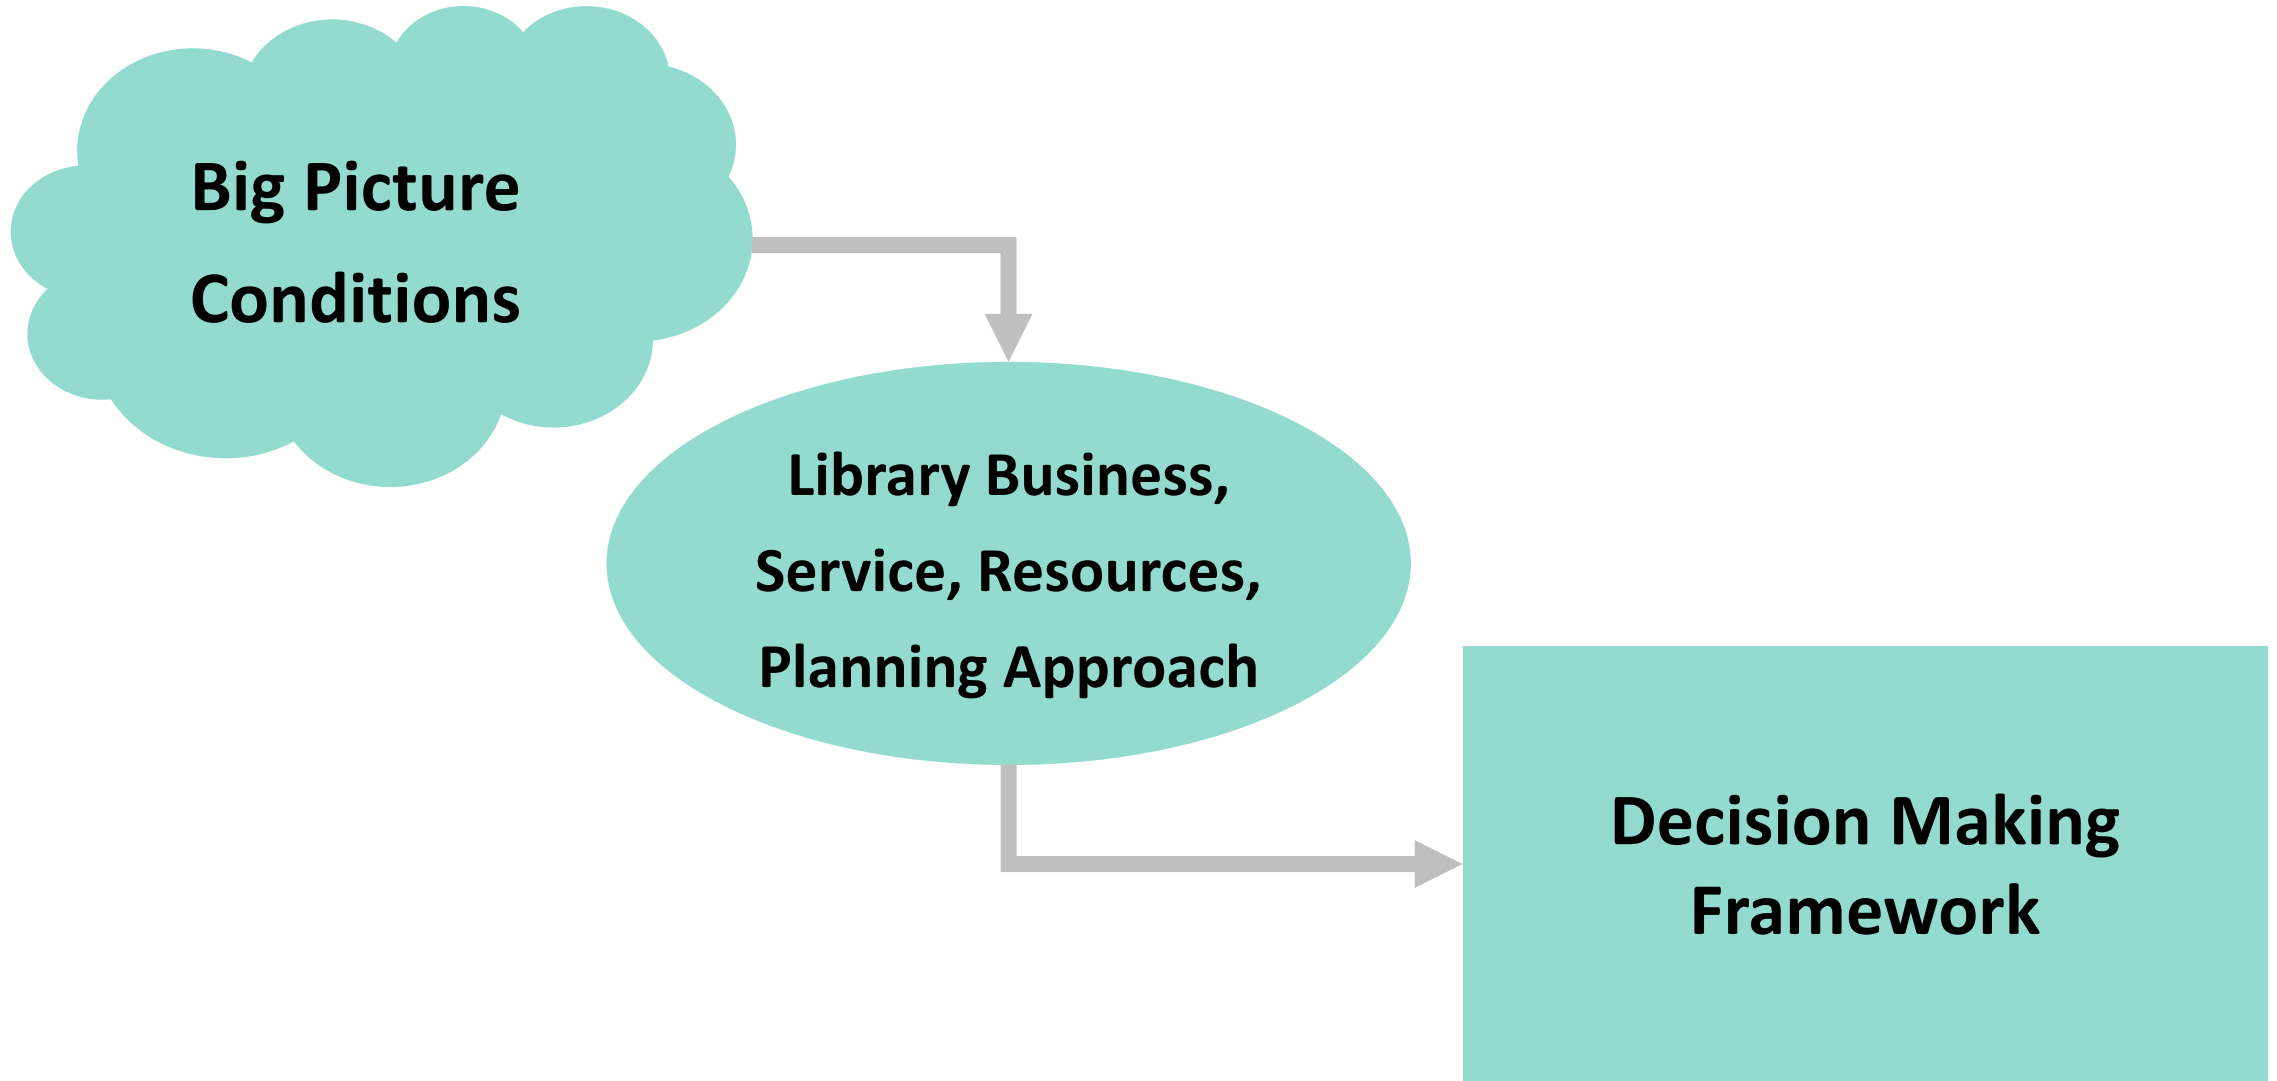 Big Picture
Conditions
Library Business,
Service, Resources,
Planning Approach
Decision Making
Framework